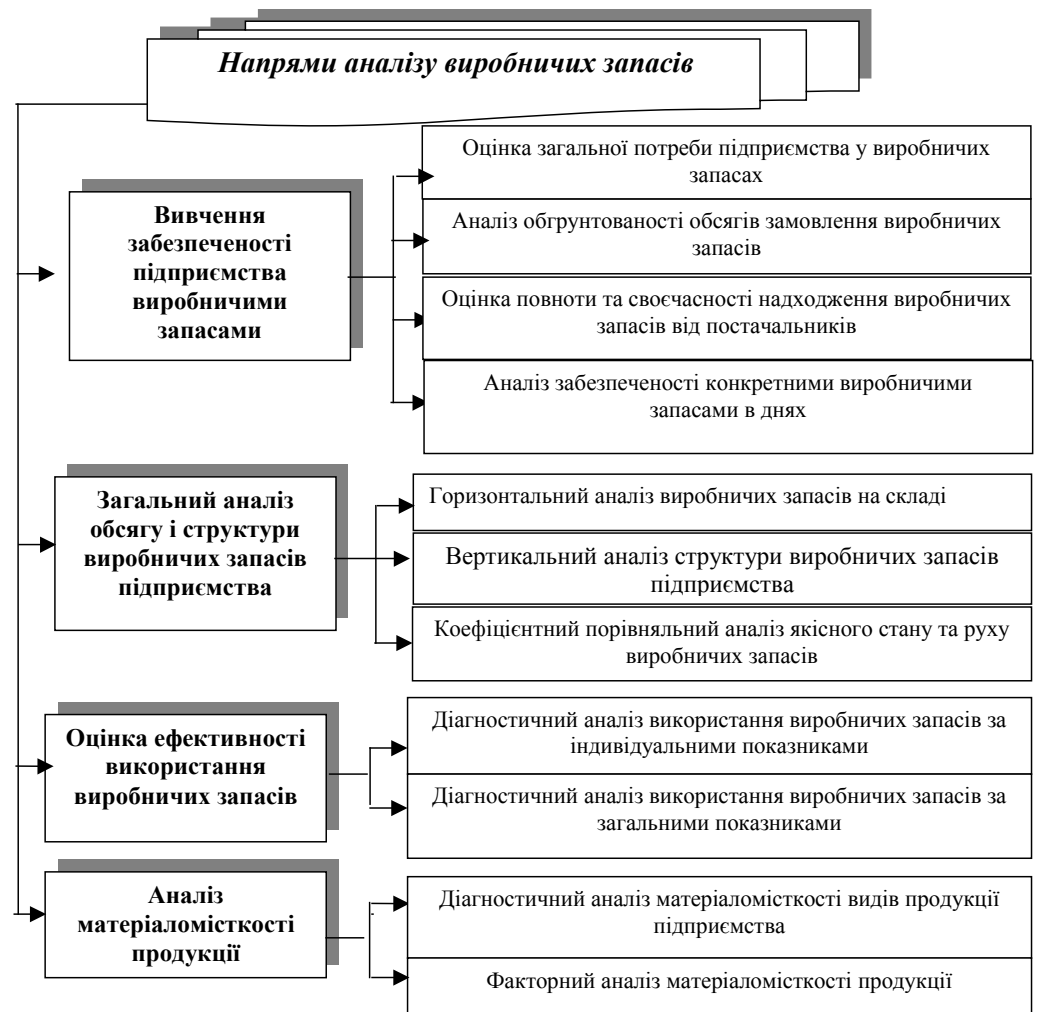 Напрями аналізу виробничих запасів
Вивчення
забезпеченості
підприємства
виробничими
запасами
Оцінка загальної потреби підприємства у виробничих
запасах
Аналіз обгрунтованості обсягів замовлення виробничих
запасів
Оцінка повноти та своєчасності надходження виробничих
запасів від постачальників
Аналіз забезпеченості конкретними виробничими
запасами в днях
Загальний аналіз
обсягу і структури
виробничих запасів
підприємства
Горизонтальний аналіз виробничих запасів на складі
Вертикальний аналіз структури виробничих запасів
підприємства
Коефіцієнтний порівняльний аналіз якісного стану та руху
виробничих запасів
Оцінка ефективності
використання
виробничих запасів
Діагностичний аналіз використання виробничих запасів за
індивідуальними показниками
Діагностичний аналіз використання виробничих запасів за
загальними показниками
Аналіз
матеріаломісткості
продукції
Діагностичний аналіз матеріаломісткості видів продукції
підприємства
Факторний аналіз матеріаломісткості продукції